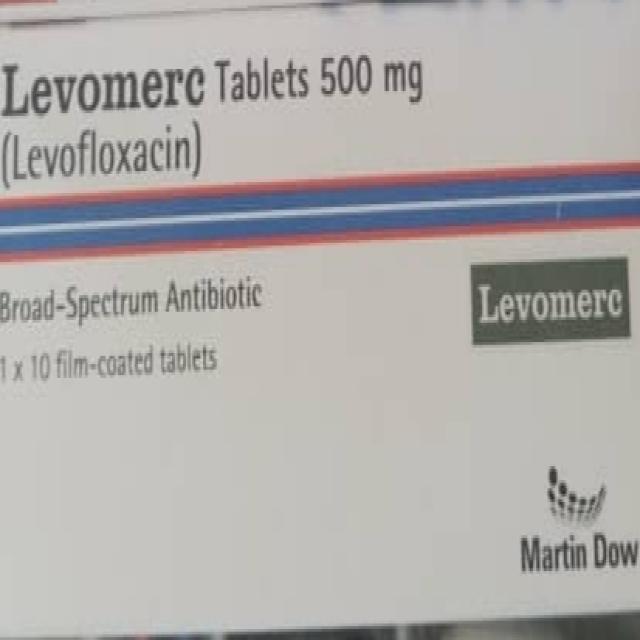 Levomerc Tablets 500 mg
(Levofloxacin)
Broad-Spectrum Antibiotic
1 x 10 film-coated tablets
Levomerc
Martin Dow